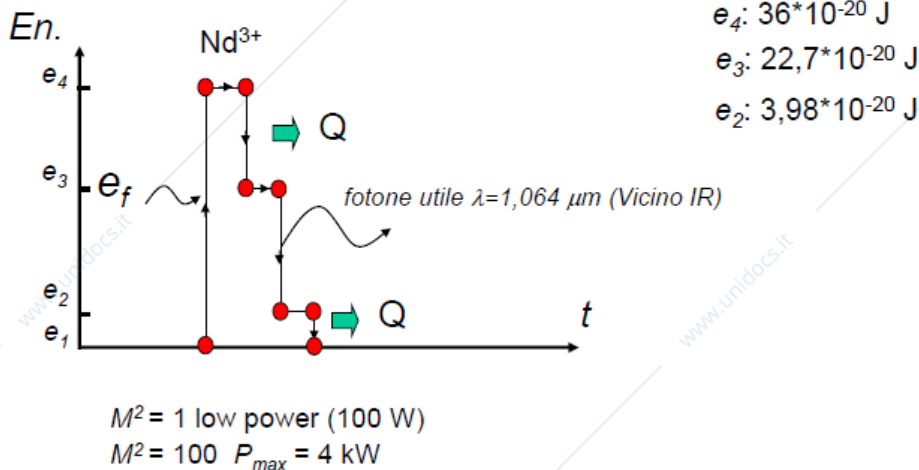 En.
Nd³⁺
e₄: 36*10⁻²⁰ J
e₃: 22,7*10⁻²⁰ J
e₂: 3,98*10⁻²⁰ J
e₄
Q
e₃
e_f
fotone utile λ=1,064 μm (Vicino IR)
www.unidocs.it
www.unidocs.it
e₂
Q
t
e₁
M² = 1 low power (100 W)
M² = 100 P_max = 4 kW